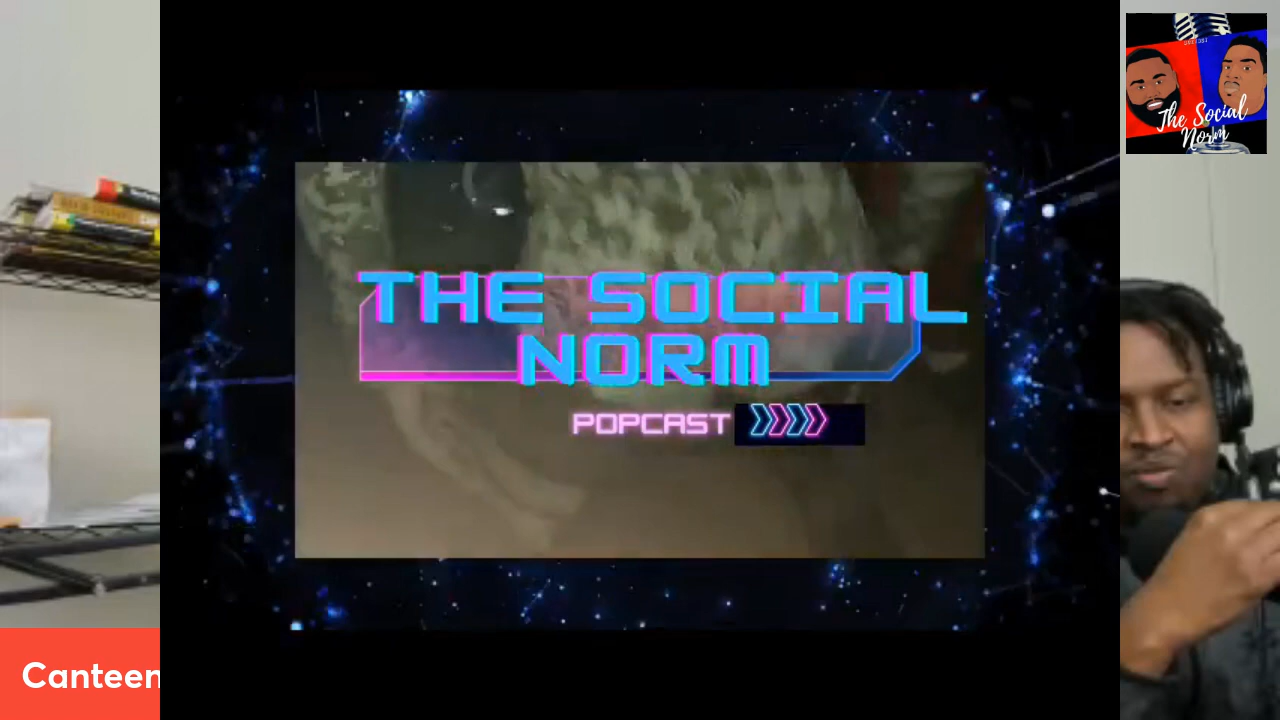 THE SOCIAL
NORM
POPCAST
The Social
Norm
Canteen